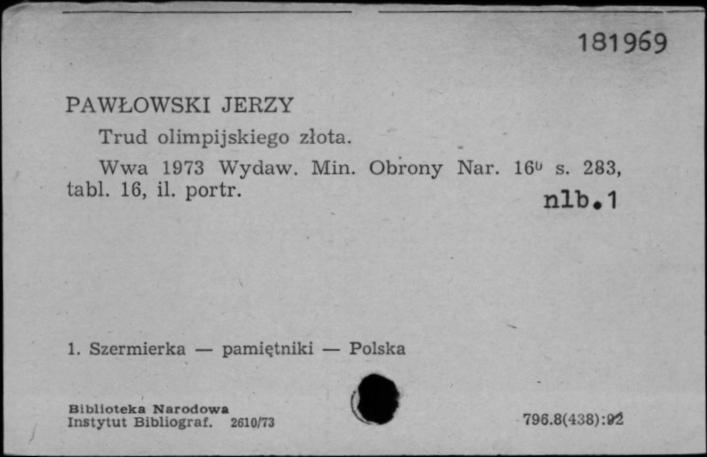 181969
PAWŁOWSKI JERZY
Trud olimpijskiego złota.
Wwa 1973 Wydaw. Min. Obrony Nar. 16⁰ s. 283,
tabl. 16, il. portr.
nlb.1
1. Szermierka — pamiętniki — Polska
Biblioteka Narodowa
Instytut Bibliograf. 2610/73
796.8(438):92